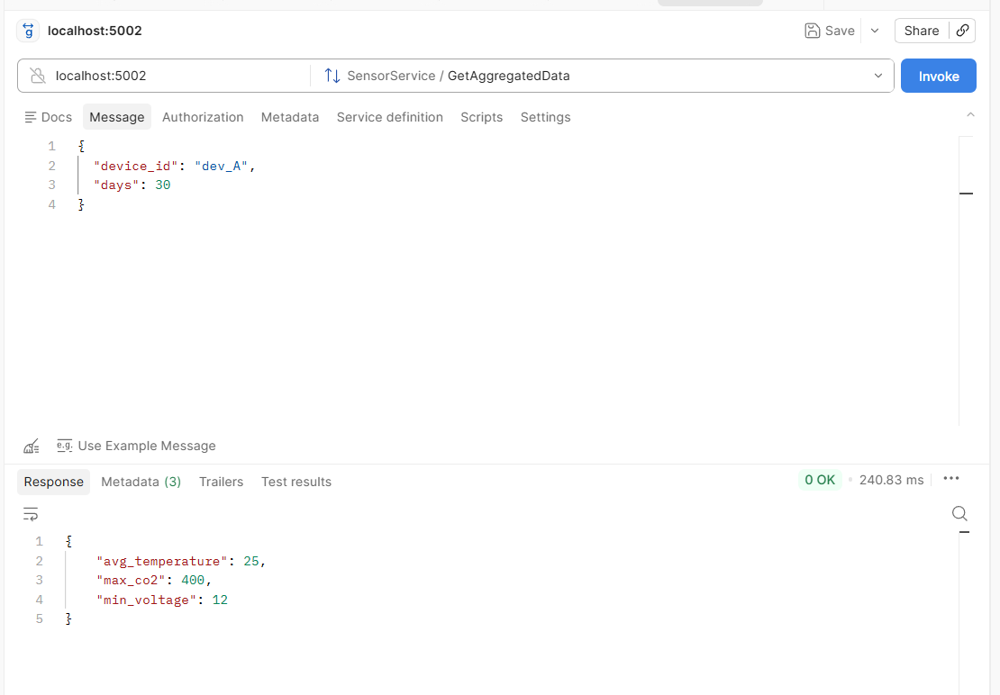 localhost:5002
Save
Share
localhost:5002
SensorService / GetAggregatedData
Invoke
Docs Message Authorization Metadata Service definition Scripts Settings
1 {
2 "device_id": "dev_A",
3 "days": 30
4 }
e.g. Use Example Message
Response Metadata (3) Trailers Test results
0 OK • 240.83 ms
1 {
2 "avg_temperature": 25,
3 "max_co2": 400,
4 "min_voltage": 12
5 }